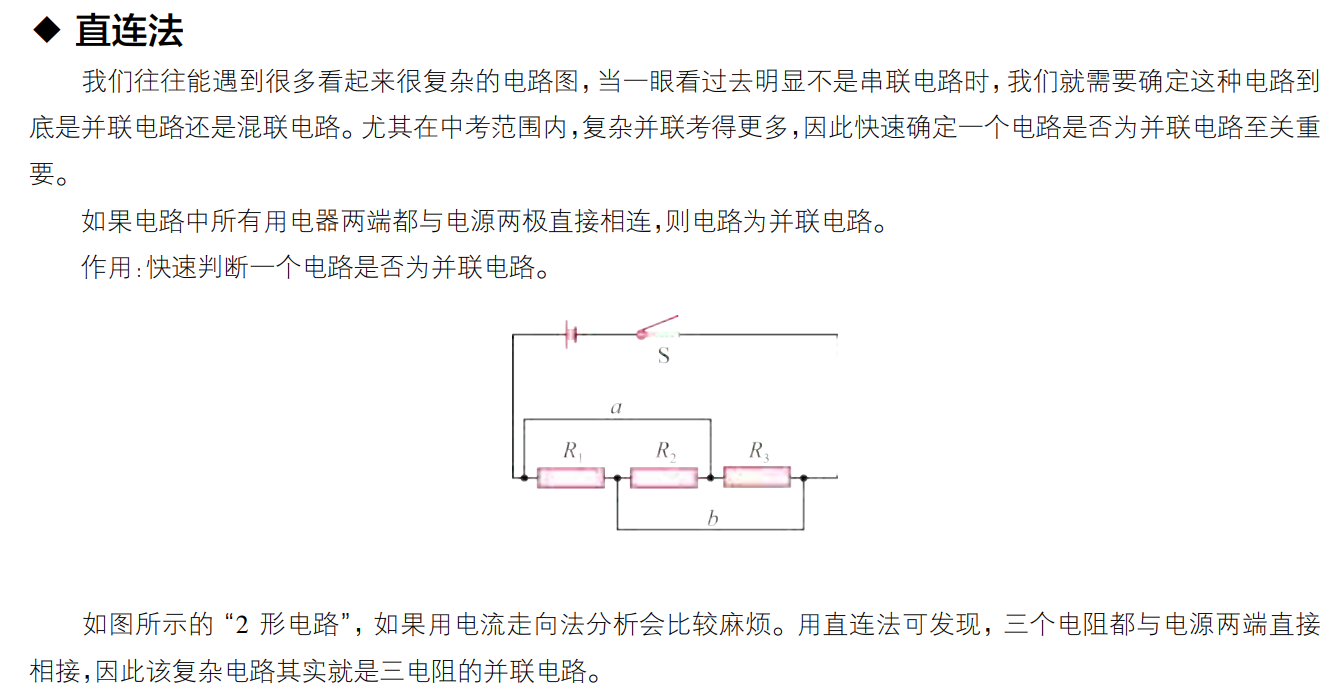 ◆ 直连法
我们往往能遇到很多看起来很复杂的电路图,当一眼看过去明显不是串联电路时,我们就需要确定这种电路到
底是并联电路还是混联电路。尤其在中考范围内,复杂并联考得更多,因此快速确定一个电路是否为并联电路至关重
要。
如果电路中所有用电器两端都与电源两极直接相连,则电路为并联电路。
作用:快速判断一个电路是否为并联电路。
S
a
R₁ R₂ R₃
b
如图所示的 “2 形电路”, 如果用电流走向法分析会比较麻烦。用直连法可发现, 三个电阻都与电源两端直接
相接,因此该复杂电路其实就是三电阻的并联电路。